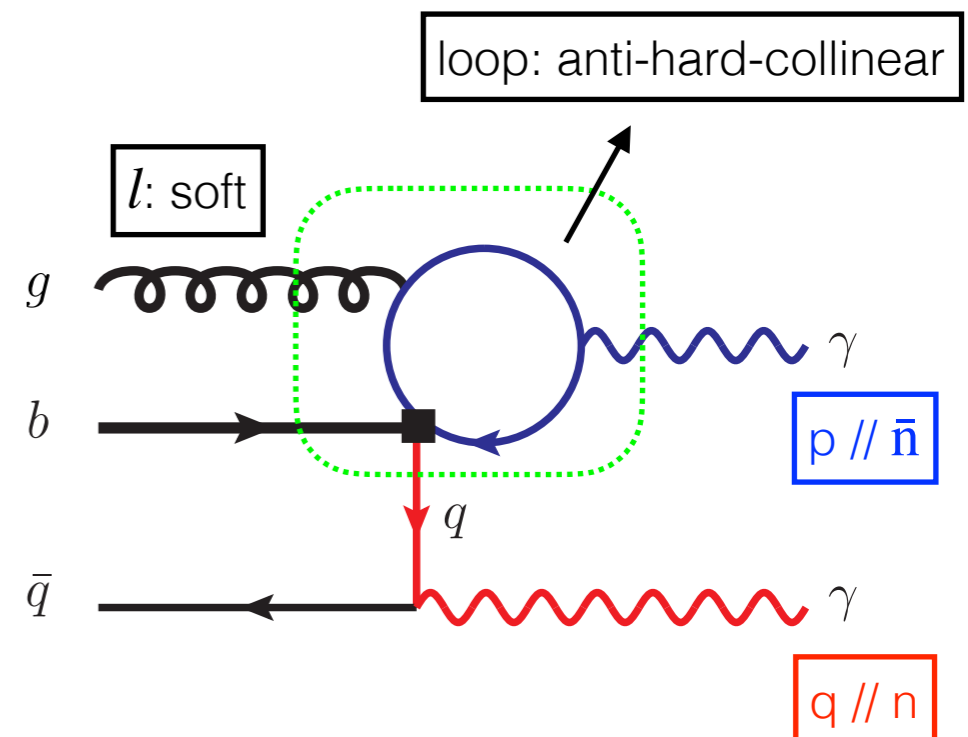 loop: anti-hard-collinear
l: soft
g
γ
b
p // n̄
q
q̄
γ
q // n